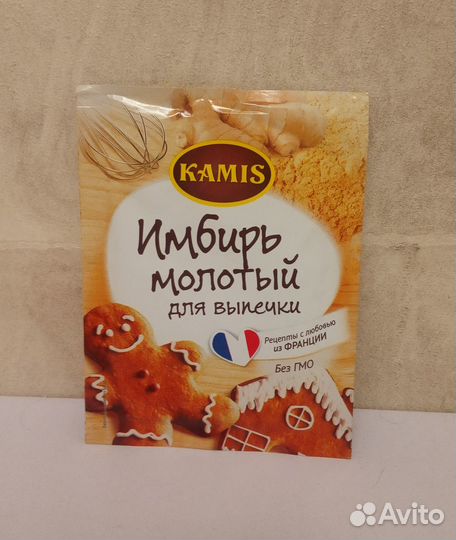 KAMIS
Имбирь
молотый
для выпечки
Рецепты с любовью
из ФРАНЦИИ
Без ГМО
Avito